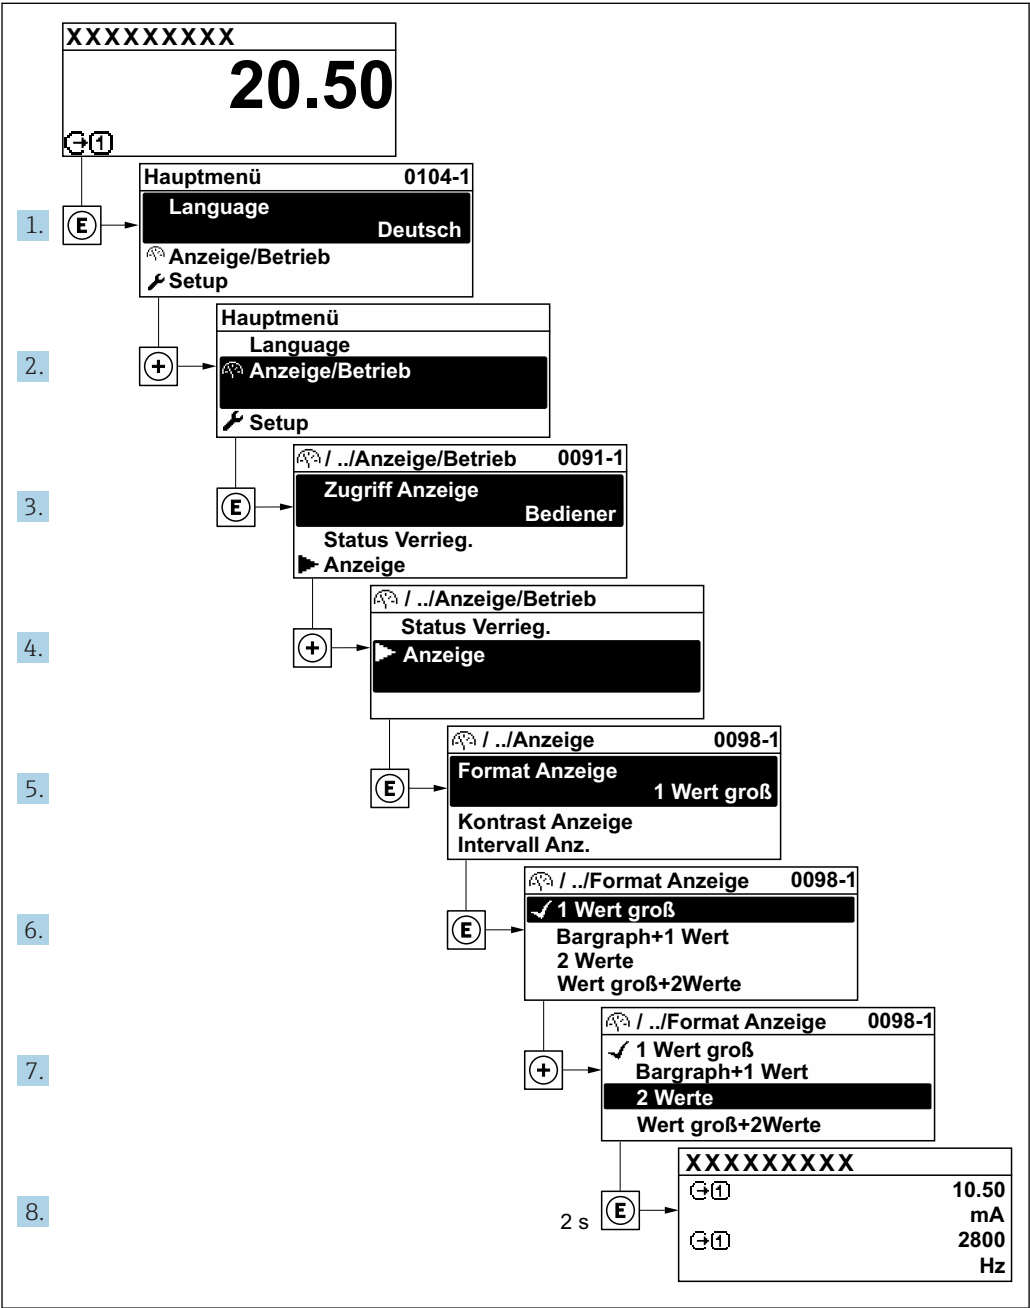 XXXXXXXXX
20.50
1
1.
E
Hauptmenü 0104-1
Language
Deutsch
Anzeige/Betrieb
Setup
2.
+
Hauptmenü
Language
Anzeige/Betrieb
Setup
3.
E
/ ../Anzeige/Betrieb 0091-1
Zugriff Anzeige
Bediener
Status Verrieg.
Anzeige
4.
+
/ ../Anzeige/Betrieb
Status Verrieg.
Anzeige
5.
E
/ ../Anzeige 0098-1
Format Anzeige
1 Wert groß
Kontrast Anzeige
Intervall Anz.
6.
E
/ ../Format Anzeige 0098-1
1 Wert groß
Bargraph+1 Wert
2 Werte
Wert groß+2Werte
7.
+
/ ../Format Anzeige 0098-1
1 Wert groß
Bargraph+1 Wert
2 Werte
Wert groß+2Werte
8.
2 s
E
XXXXXXXXX
1 10.50
mA
1 2800
Hz